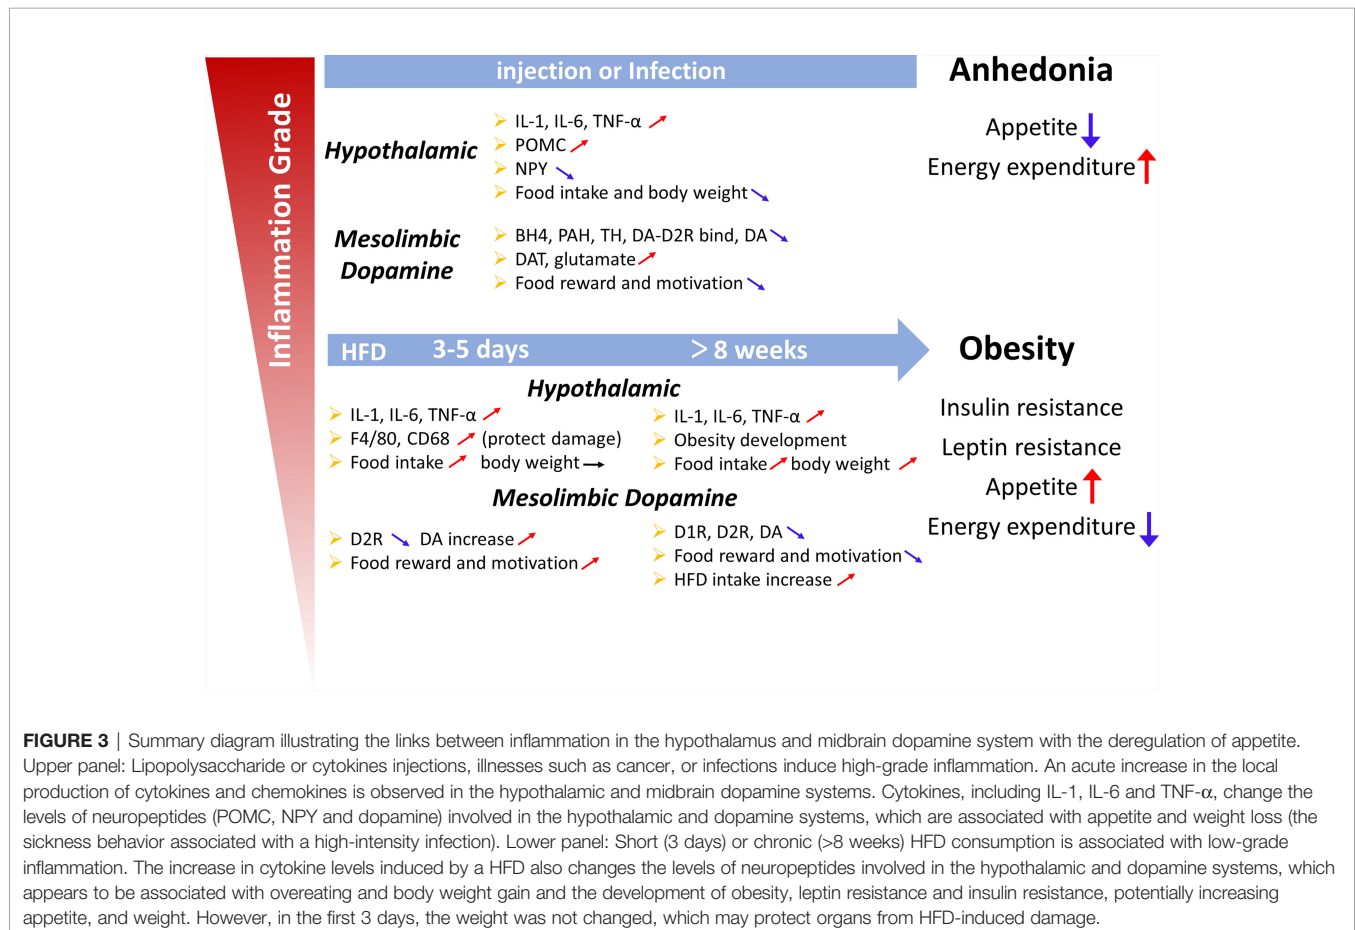 Inflammation Grade
injection or Infection
Anhedonia
Appetite
Energy expenditure
Hypothalamic
IL-1, IL-6, TNF-α
POMC
NPY
Food intake and body weight
Mesolimbic
Dopamine
BH4, PAH, TH, DA-D2R bind, DA
DAT, glutamate
Food reward and motivation
HFD 3-5 days >8 weeks
Obesity
Insulin resistance
Leptin resistance
Appetite
Energy expenditure
Hypothalamic
IL-1, IL-6, TNF-α
F4/80, CD68 (protect damage)
Food intake body weight
IL-1, IL-6, TNF-α
Obesity development
Food intake body weight
Mesolimbic Dopamine
D2R DA increase
Food reward and motivation
D1R, D2R, DA
Food reward and motivation
HFD intake increase
FIGURE 3 | Summary diagram illustrating the links between inflammation in the hypothalamus and midbrain dopamine system with the deregulation of appetite.
Upper panel: Lipopolysaccharide or cytokines injections, illnesses such as cancer, or infections induce high-grade inflammation. An acute increase in the local
production of cytokines and chemokines is observed in the hypothalamic and midbrain dopamine systems. Cytokines, including IL-1, IL-6 and TNF-α, change the
levels of neuropeptides (POMC, NPY and dopamine) involved in the hypothalamic and dopamine systems, which are associated with appetite and weight loss (the
sickness behavior associated with a high-intensity infection). Lower panel: Short (3 days) or chronic (>8 weeks) HFD consumption is associated with low-grade
inflammation. The increase in cytokine levels induced by a HFD also changes the levels of neuropeptides involved in the hypothalamic and dopamine systems, which
appears to be associated with overeating and body weight gain and the development of obesity, leptin resistance and insulin resistance, potentially increasing
appetite, and weight. However, in the first 3 days, the weight was not changed, which may protect organs from HFD-induced damage.